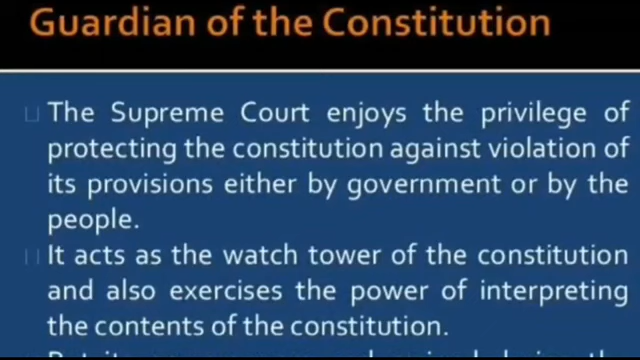 Guardian of the Constitution
The Supreme Court enjoys the privilege of
protecting the constitution against violation of
its provisions either by government or by the
people.
It acts as the watch tower of the constitution
and also exercises the power of interpreting
the contents of the constitution.